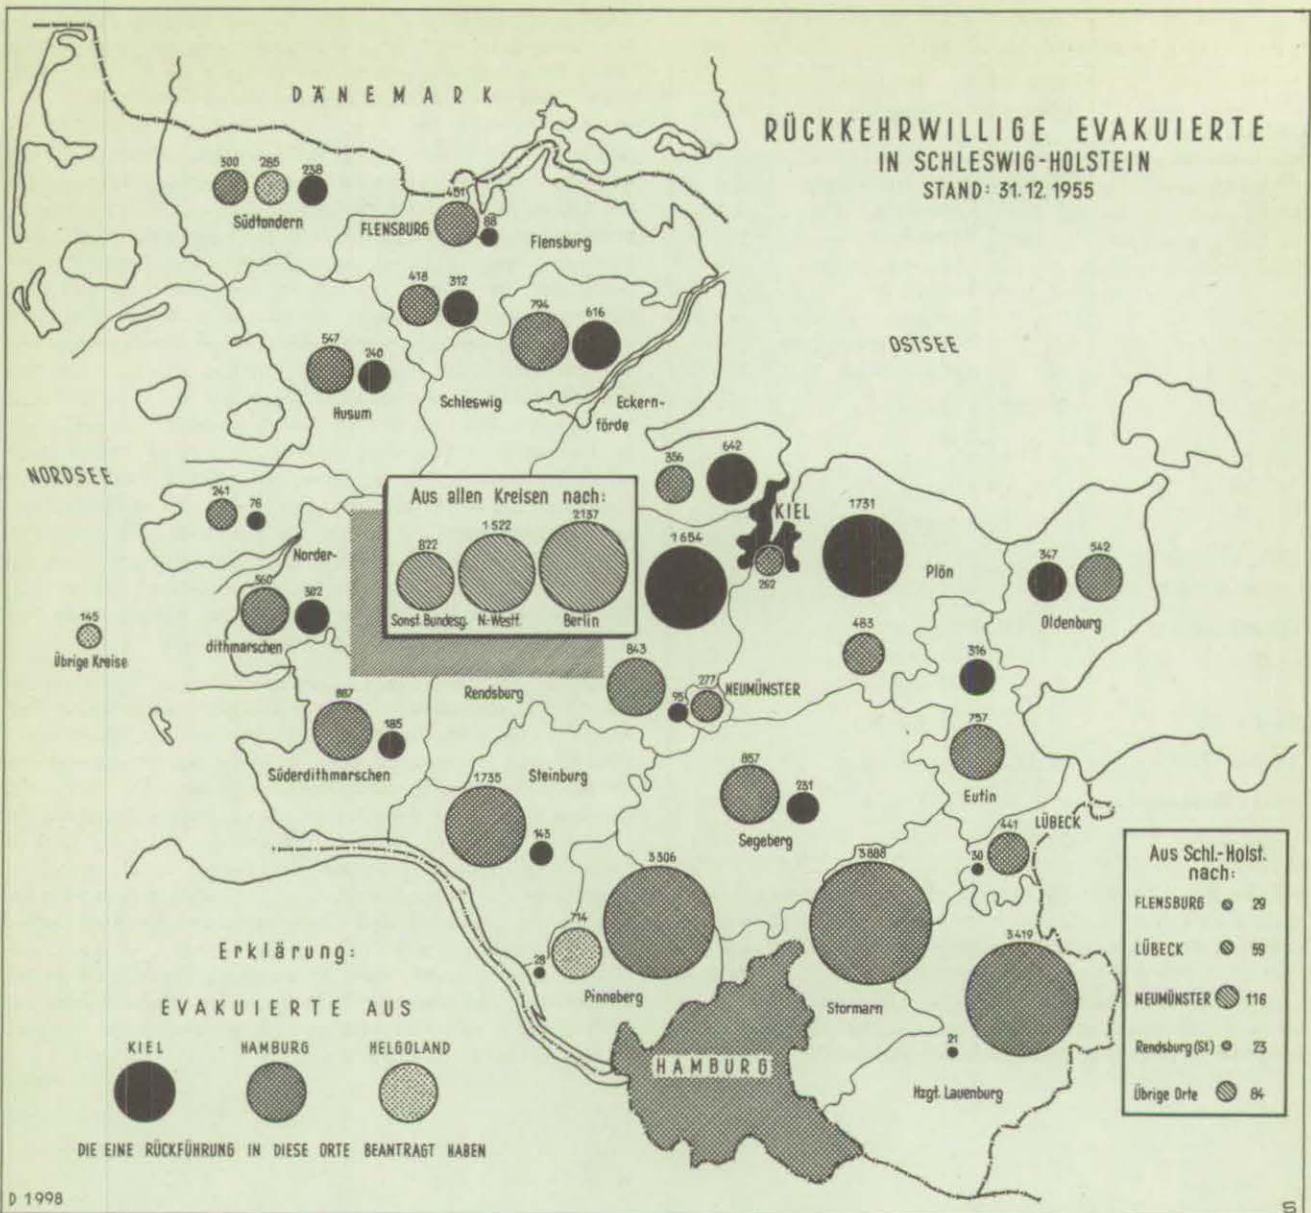 DÄNEMARK
RÜCKKEHRWILLIGE EVAKUIERTE
IN SCHLESWIG-HOLSTEIN
STAND: 31.12.1955
300 265 238
Südtondern
451
88
FLENSBURG
Flensburg
418 312
794 616
547 240
Husum
Schleswig
Eckern-
förde
OSTSEE
NORDSEE
241 76
356 642
KIEL
262
1731
Plön
483
347 542
Oldenburg
Aus allen Kreisen nach:
822 1522 2137
Sonst. Bundesg. N.-Westf. Berlin
1654
Norder-
dithmarschen
560 302
145
Übrige Kreise
Rendsburg
843
95 277
NEUMÜNSTER
316
757
Eutin
887 185
Süderdithmarschen
Steinburg
1735
143
857 231
Segeberg
441
30
LÜBECK
3306
714
28
Pinneberg
3888
Stormarn
3419
21
Hzgt. Lauenburg
HAMBURG
Aus Schl.-Holst.
nach:
FLENSBURG 29
LÜBECK 59
NEUMÜNSTER 116
Rendsburg (St.) 23
Übrige Orte 84
Erklärung:
EVAKUIERTE AUS
KIEL HAMBURG HELGOLAND
DIE EINE RÜCKFÜHRUNG IN DIESE ORTE BEANTRAGT HABEN
D 1998